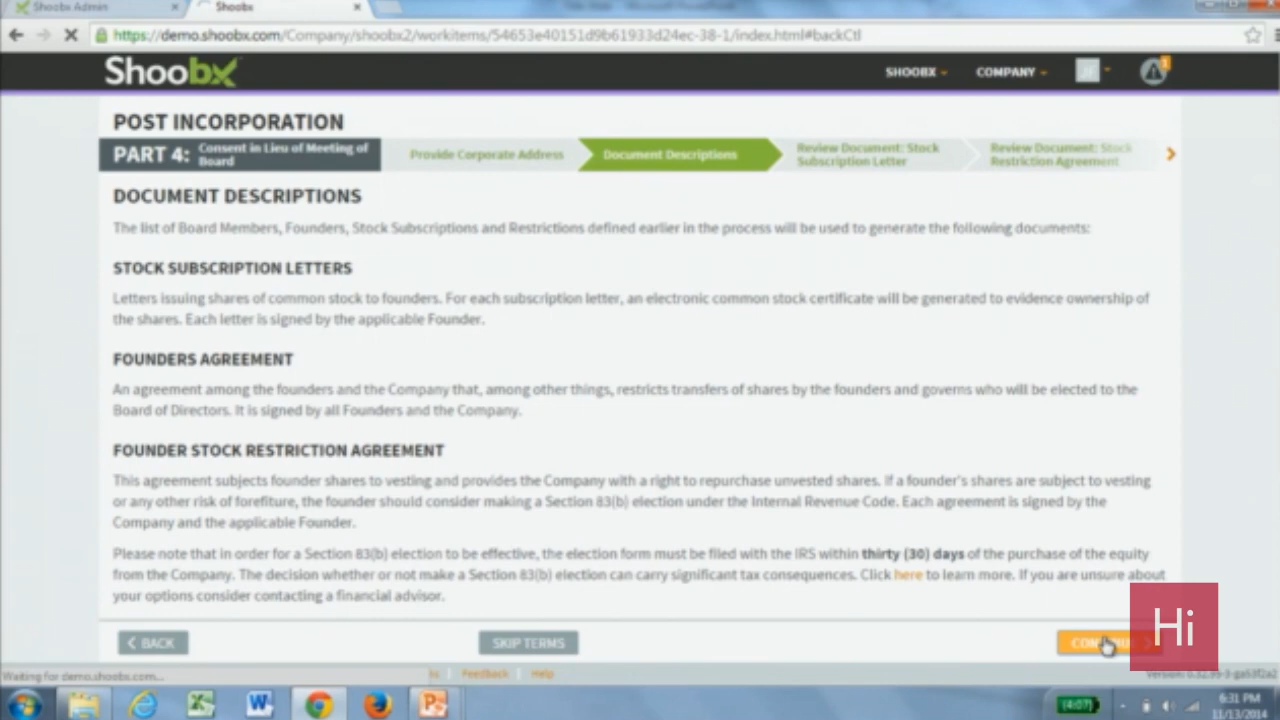 Shoobx Admin
Shoobx
https://demo.shoobx.com/Company/shoobx2/workitems/54653e40151d9b61933d24ec-38-1/index.html#backCtl
Shoobx
SHOOBX
COMPANY
1
POST INCORPORATION
PART 4: Consent in Lieu of Meeting of Board
Provide Corporate Address
Document Descriptions
Review Document: Stock Subscription Letter
Review Document: Stock Restriction Agreement
DOCUMENT DESCRIPTIONS
The list of Board Members, Founders, Stock Subscriptions and Restrictions defined earlier in the process will be used to generate the following documents:
STOCK SUBSCRIPTION LETTERS
Letters issuing shares of common stock to founders. For each subscription letter, an electronic common stock certificate will be generated to evidence ownership of
the shares. Each letter is signed by the applicable Founder.
FOUNDERS AGREEMENT
An agreement among the founders and the Company that, among other things, restricts transfers of shares by the founders and governs who will be elected to the
Board of Directors. It is signed by all Founders and the Company.
FOUNDER STOCK RESTRICTION AGREEMENT
This agreement subjects founder shares to vesting and provides the Company with a right to repurchase unvested shares. If a founder's shares are subject to vesting
or any other risk of forefiture, the founder should consider making a Section 83(b) election under the Internal Revenue Code. Each agreement is signed by the
Company and the applicable Founder.
Please note that in order for a Section 83(b) election to be effective, the election form must be filed with the IRS within thirty (30) days of the purchase of the equity
from the Company. The decision whether or not make a Section 83(b) election can carry significant tax consequences. Click here to learn more. If you are unsure about
your options consider contacting a financial advisor.
BACK
SKIP TERMS
Hi
Waiting for demo.shoobx.com...
Feedback
Help
(4:07)
6:31 PM
11/13/2014